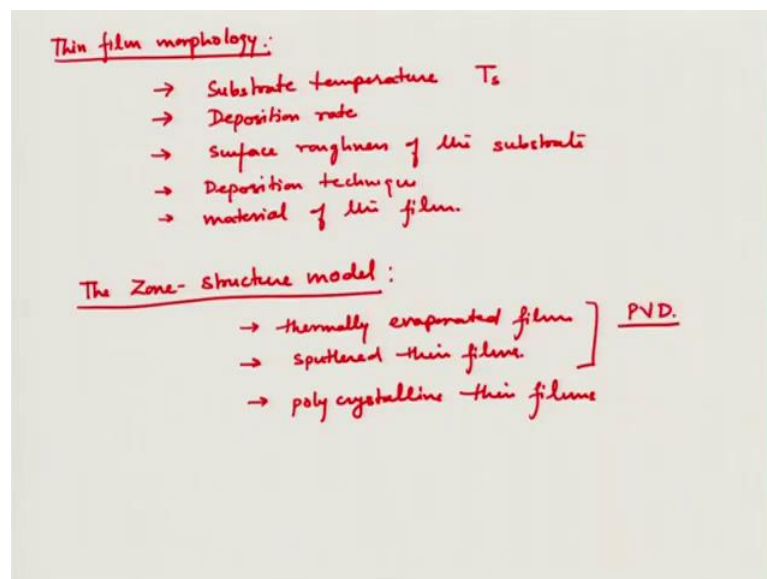 Thin film morphology:
→ Substrate temperature Ts
→ Deposition rate
→ Surface roughness of the substrate
→ Deposition technique
→ material of the film.
The Zone-structure model:
→ thermally evaporated films
→ sputtered thin films.
PVD.
→ poly crystalline thin films